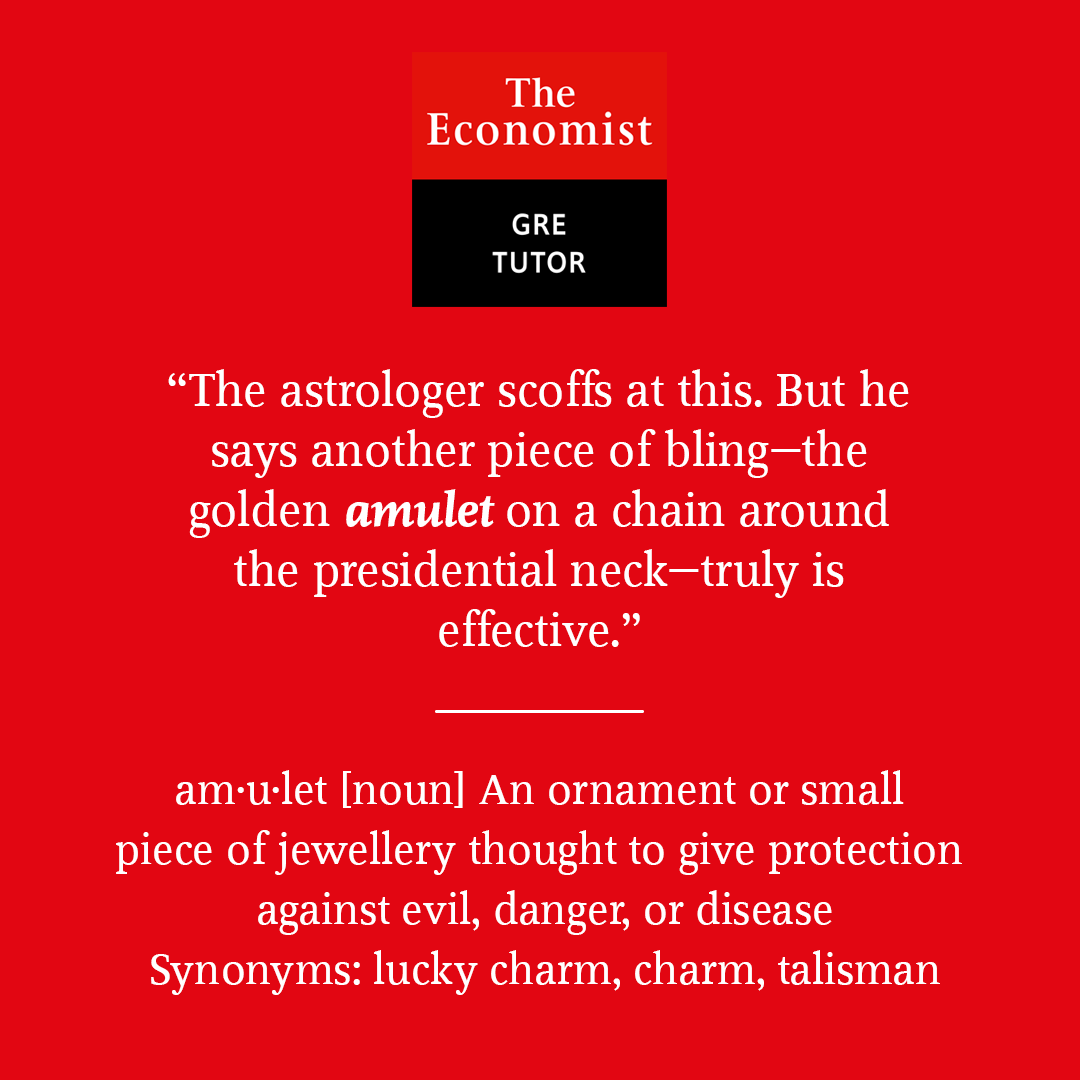 The
Economist
GRE
TUTOR
“The astrologer scoffs at this. But he
says another piece of bling—the
golden amulet on a chain around
the presidential neck—truly is
effective.”
am·u·let [noun] An ornament or small
piece of jewellery thought to give protection
against evil, danger, or disease
Synonyms: lucky charm, charm, talisman